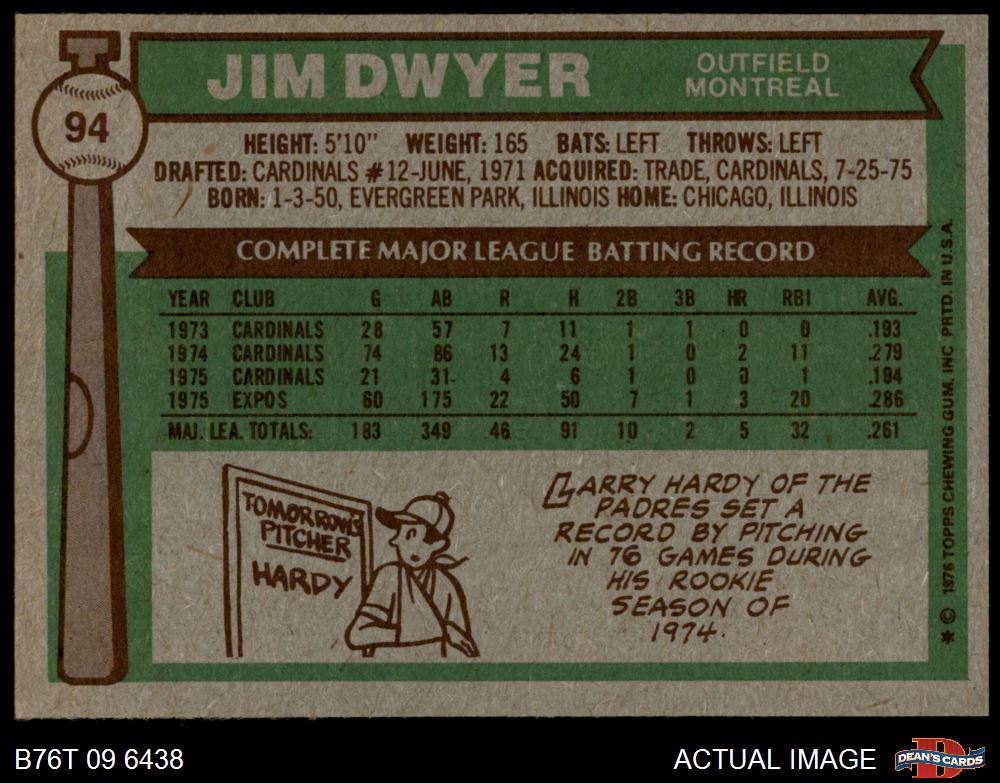 94
JIM DWYER
OUTFIELD
MONTREAL
HEIGHT: 5'10" WEIGHT: 165 BATS: LEFT THROWS: LEFT
DRAFTED: CARDINALS #12-JUNE, 1971 ACQUIRED: TRADE, CARDINALS, 7-25-75
BORN: 1-3-50, EVERGREEN PARK, ILLINOIS HOME: CHICAGO, ILLINOIS
COMPLETE MAJOR LEAGUE BATTING RECORD
YEAR CLUB G AB R H 2B 3B HR RBI AVG.
1973 CARDINALS 28 57 7 11 1 1 0 0 .193
1974 CARDINALS 74 86 13 24 1 0 2 11 .279
1975 CARDINALS 21 31 4 6 1 0 0 1 .194
1975 EXPOS 60 175 22 50 7 1 3 20 .286
MAJ. LEA. TOTALS: 183 349 46 91 10 2 5 32 .261
TOMORROW'S
PITCHER
HARDY
LARRY HARDY OF THE
PADRES SET A
RECORD BY PITCHING
IN 76 GAMES DURING
HIS ROOKIE
SEASON OF
1974.
* © 1976 TOPPS CHEWING GUM, INC. PRTD. IN U.S.A.
B76T 09 6438
ACTUAL IMAGE
D
DEAN'S CARDS